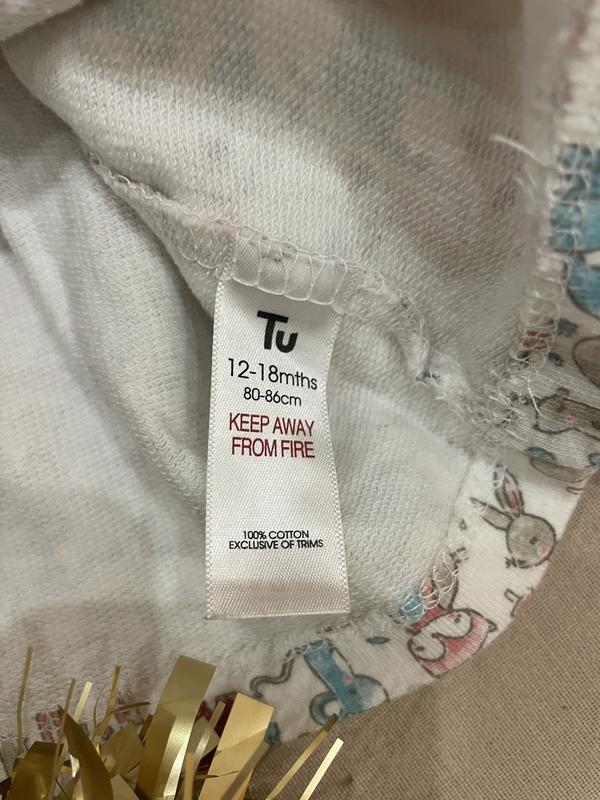 Tu
12-18mths
80-86cm
KEEP AWAY
FROM FIRE
100% COTTON
EXCLUSIVE OF TRIMS